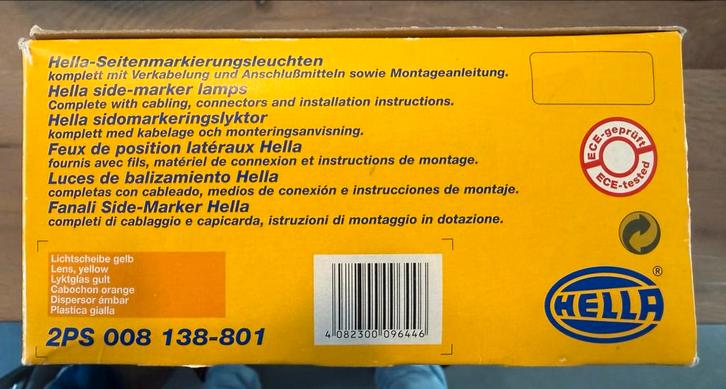 Hella-Seitenmarkierungsleuchten
komplett mit Verkabelung und Anschlußmitteln sowie Montageanleitung.
Hella side-marker lamps
Complete with cabling, connectors and installation instructions.
Hella sidomarkeringslyktor
komplett med kabelage och monteringsanvisning.
Feux de position latéraux Hella
fournis avec fils, matériel de connexion et instructions de montage.
Luces de balizamiento Hella
completas con cableado, medios de conexión e instrucciones de montaje.
Fanali Side-Marker Hella
completi di cablaggio e capicarda, istruzioni di montaggio in dotazione.
ECE-geprüft
ECE-tested
Lichtscheibe gelb
Lens, yellow
Lyktglas gult
Cabochon orange
Dispersor ámbar
Plastica gialla
2PS 008 138-801
4 082300 096446
HELLA®